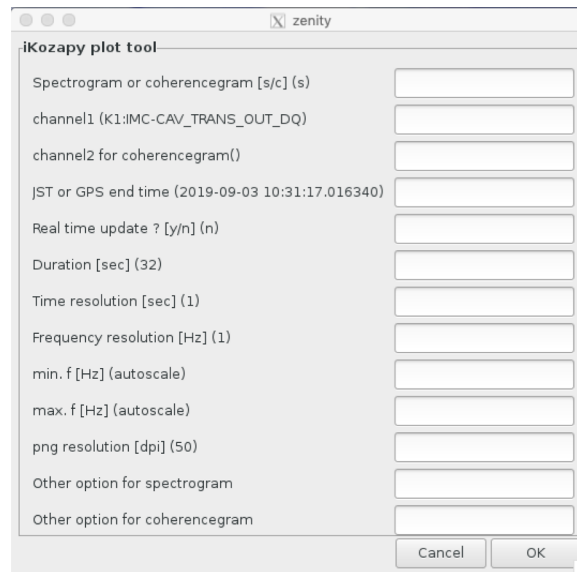 zenity
iKozapy plot tool
Spectrogram or coherencegram [s/c] (s)
channel1 (K1:IMC-CAV_TRANS_OUT_DQ)
channel2 for coherencegram()
JST or GPS end time (2019-09-03 10:31:17.016340)
Real time update ? [y/n] (n)
Duration [sec] (32)
Time resolution [sec] (1)
Frequency resolution [Hz] (1)
min. f [Hz] (autoscale)
max. f [Hz] (autoscale)
png resolution [dpi] (50)
Other option for spectrogram
Other option for coherencegram
Cancel OK